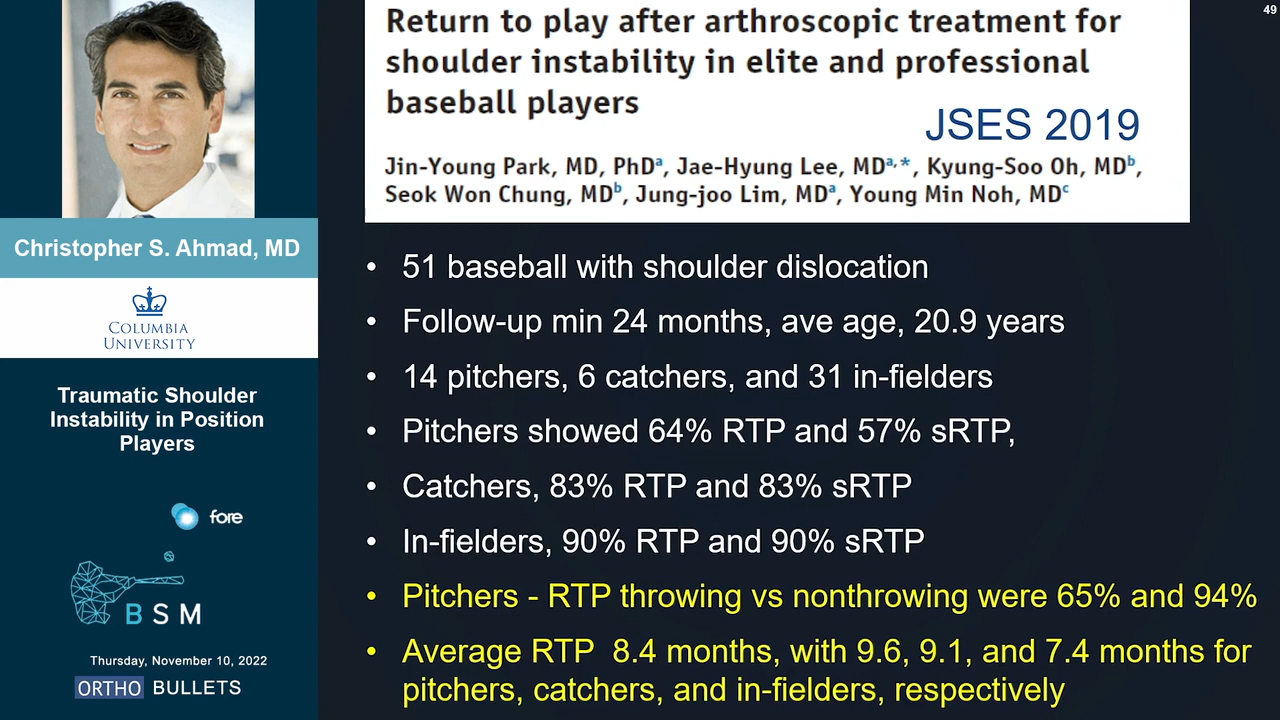 49
Return to play after arthroscopic treatment for
shoulder instability in elite and professional
baseball players
JSES 2019
Jin-Young Park, MD, PhDᵃ, Jae-Hyung Lee, MDᵃ,*, Kyung-Soo Oh, MDᵇ,
Seok Won Chung, MDᵇ, Jung-joo Lim, MDᵃ, Young Min Noh, MDᶜ
Christopher S. Ahmad, MD
COLUMBIA
UNIVERSITY
Traumatic Shoulder
Instability in Position
Players
fore
BSM
Thursday, November 10, 2022
ORTHO BULLETS
• 51 baseball with shoulder dislocation
• Follow-up min 24 months, ave age, 20.9 years
• 14 pitchers, 6 catchers, and 31 in-fielders
• Pitchers showed 64% RTP and 57% sRTP,
• Catchers, 83% RTP and 83% sRTP
• In-fielders, 90% RTP and 90% sRTP
• Pitchers - RTP throwing vs nonthrowing were 65% and 94%
• Average RTP 8.4 months, with 9.6, 9.1, and 7.4 months for
pitchers, catchers, and in-fielders, respectively